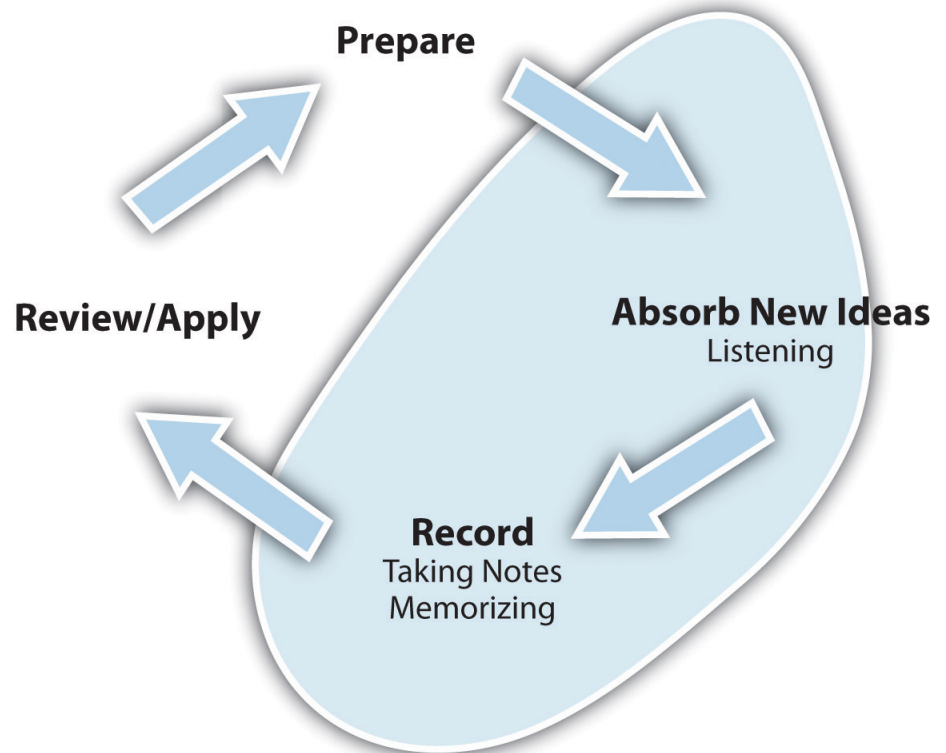 Prepare
Review/Apply
Absorb New Ideas
Listening
Record
Taking Notes
Memorizing